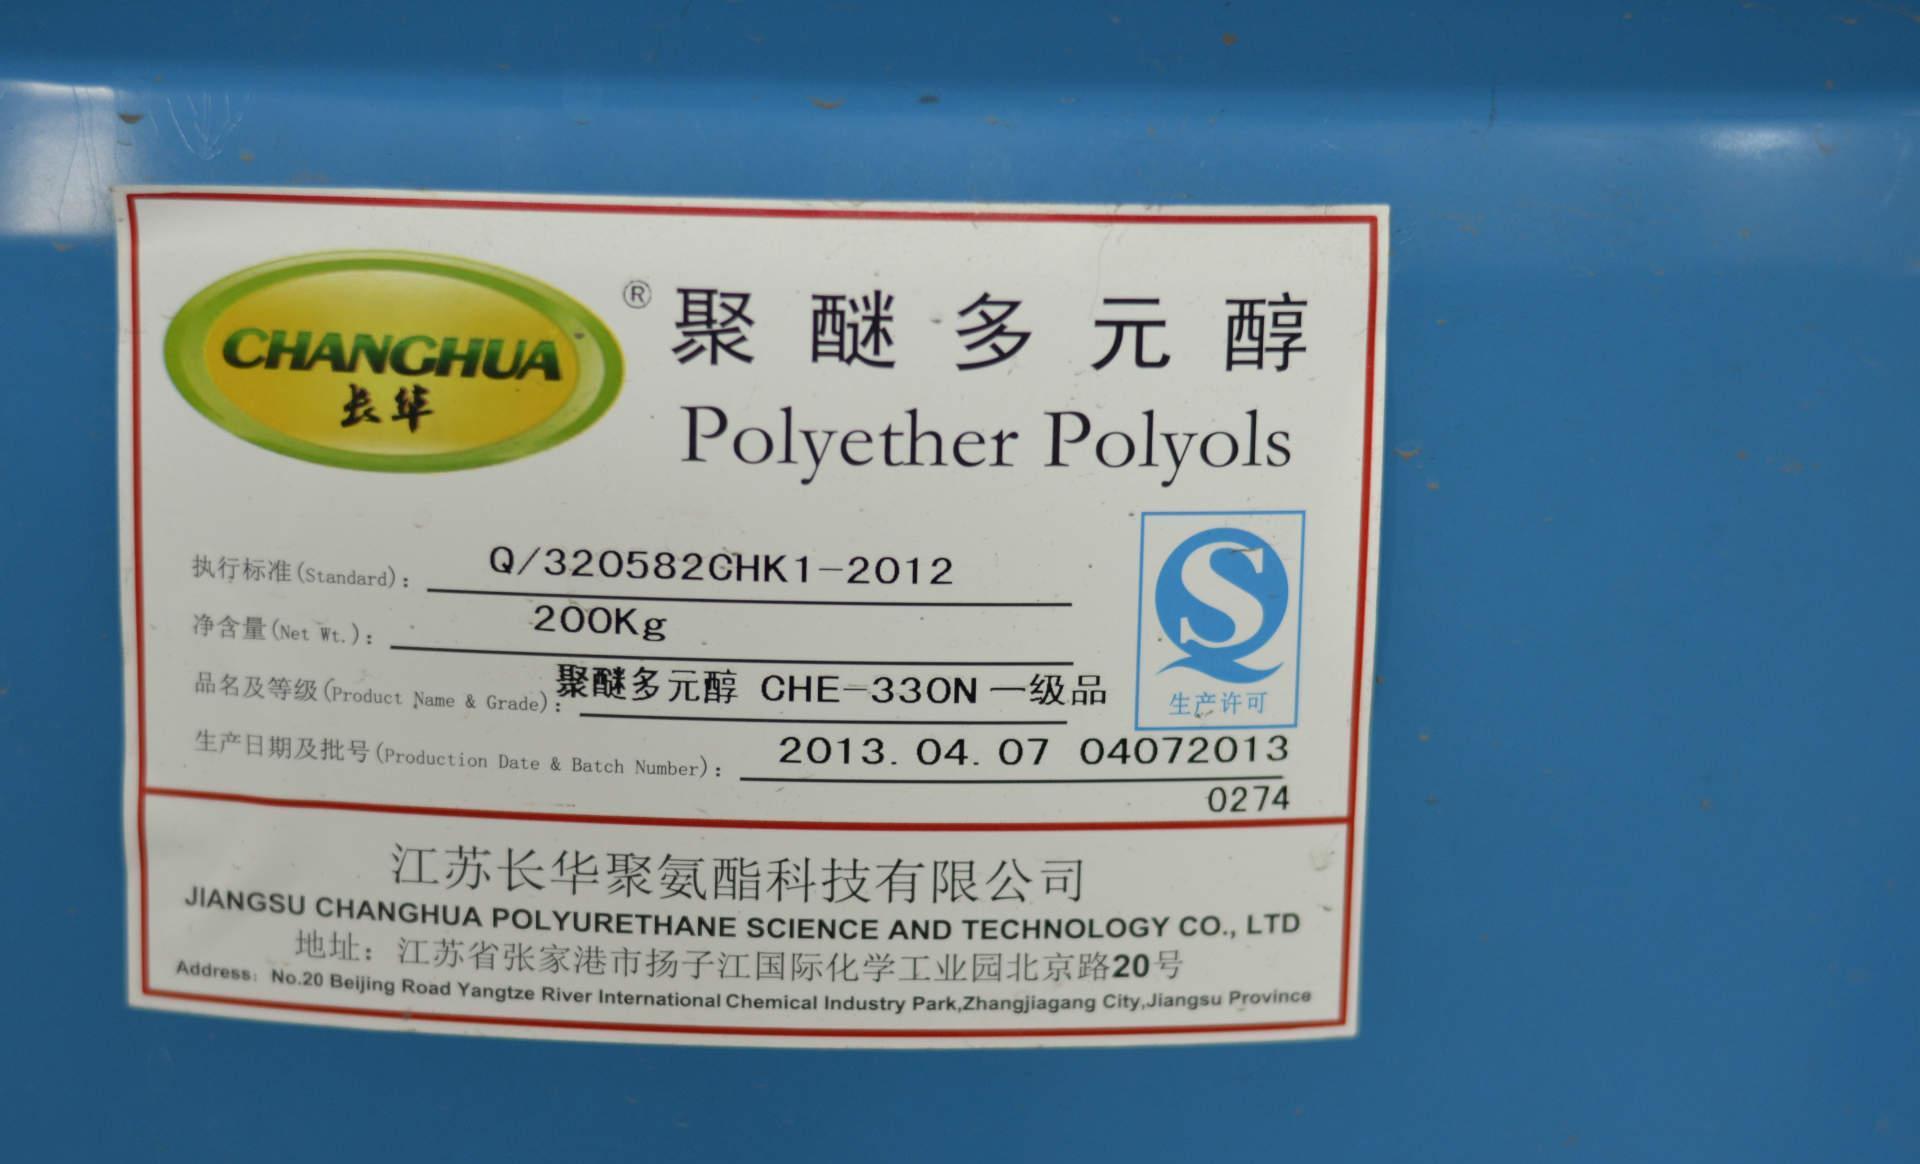 CHANGHUA
长华
®
聚醚多元醇
Polyether Polyols
执行标准(Standard): Q/320582CHK1-2012
净含量(Net Wt.): 200Kg
品名及等级(Product Name & Grade): 聚醚多元醇 CHE-330N 一级品
生产日期及批号(Production Date & Batch Number): 2013. 04. 07 04072013
0274
S
生产许可
江苏长华聚氨酯科技有限公司
JIANGSU CHANGHUA POLYURETHANE SCIENCE AND TECHNOLOGY CO., LTD
地址：江苏省张家港市扬子江国际化学工业园北京路20号
Address: No.20 Beijing Road Yangtze River International Chemical Industry Park,Zhangjiagang City,Jiangsu Province